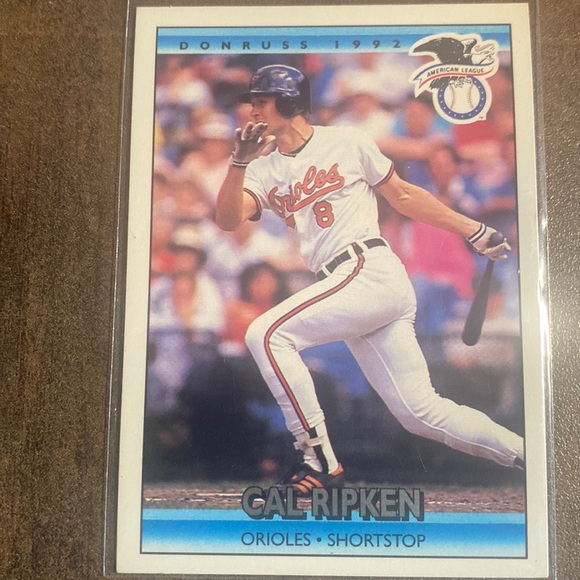 DONRUSS 1992
AMERICAN LEAGUE
Orioles
8
CAL RIPKEN
ORIOLES • SHORTSTOP